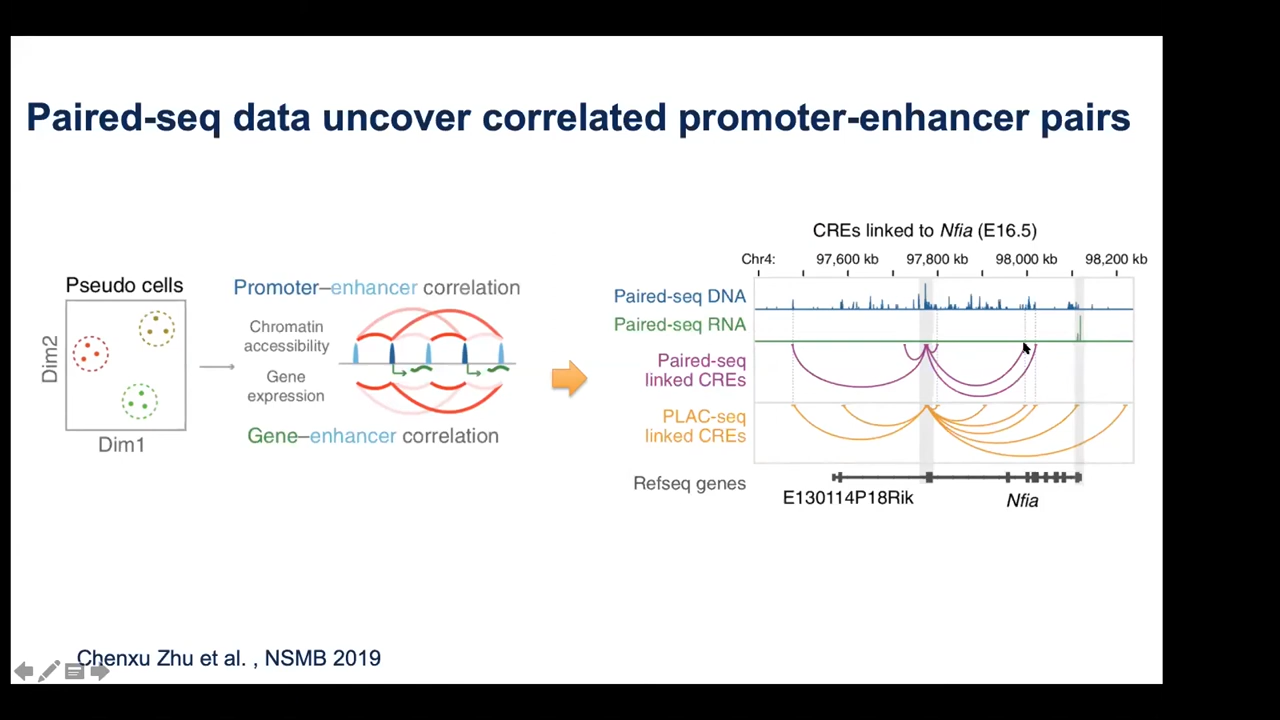 Paired-seq data uncover correlated promoter-enhancer pairs
Pseudo cells
Dim2
Dim1
Promoter–enhancer correlation
Chromatin
accessibility
Gene
expression
Gene–enhancer correlation
CREs linked to Nfia (E16.5)
Chr4: 97,600 kb 97,800 kb 98,000 kb 98,200 kb
Paired-seq DNA
Paired-seq RNA
Paired-seq
linked CREs
PLAC-seq
linked CREs
Refseq genes
E130114P18Rik
Nfia
Chenxu Zhu et al. , NSMB 2019